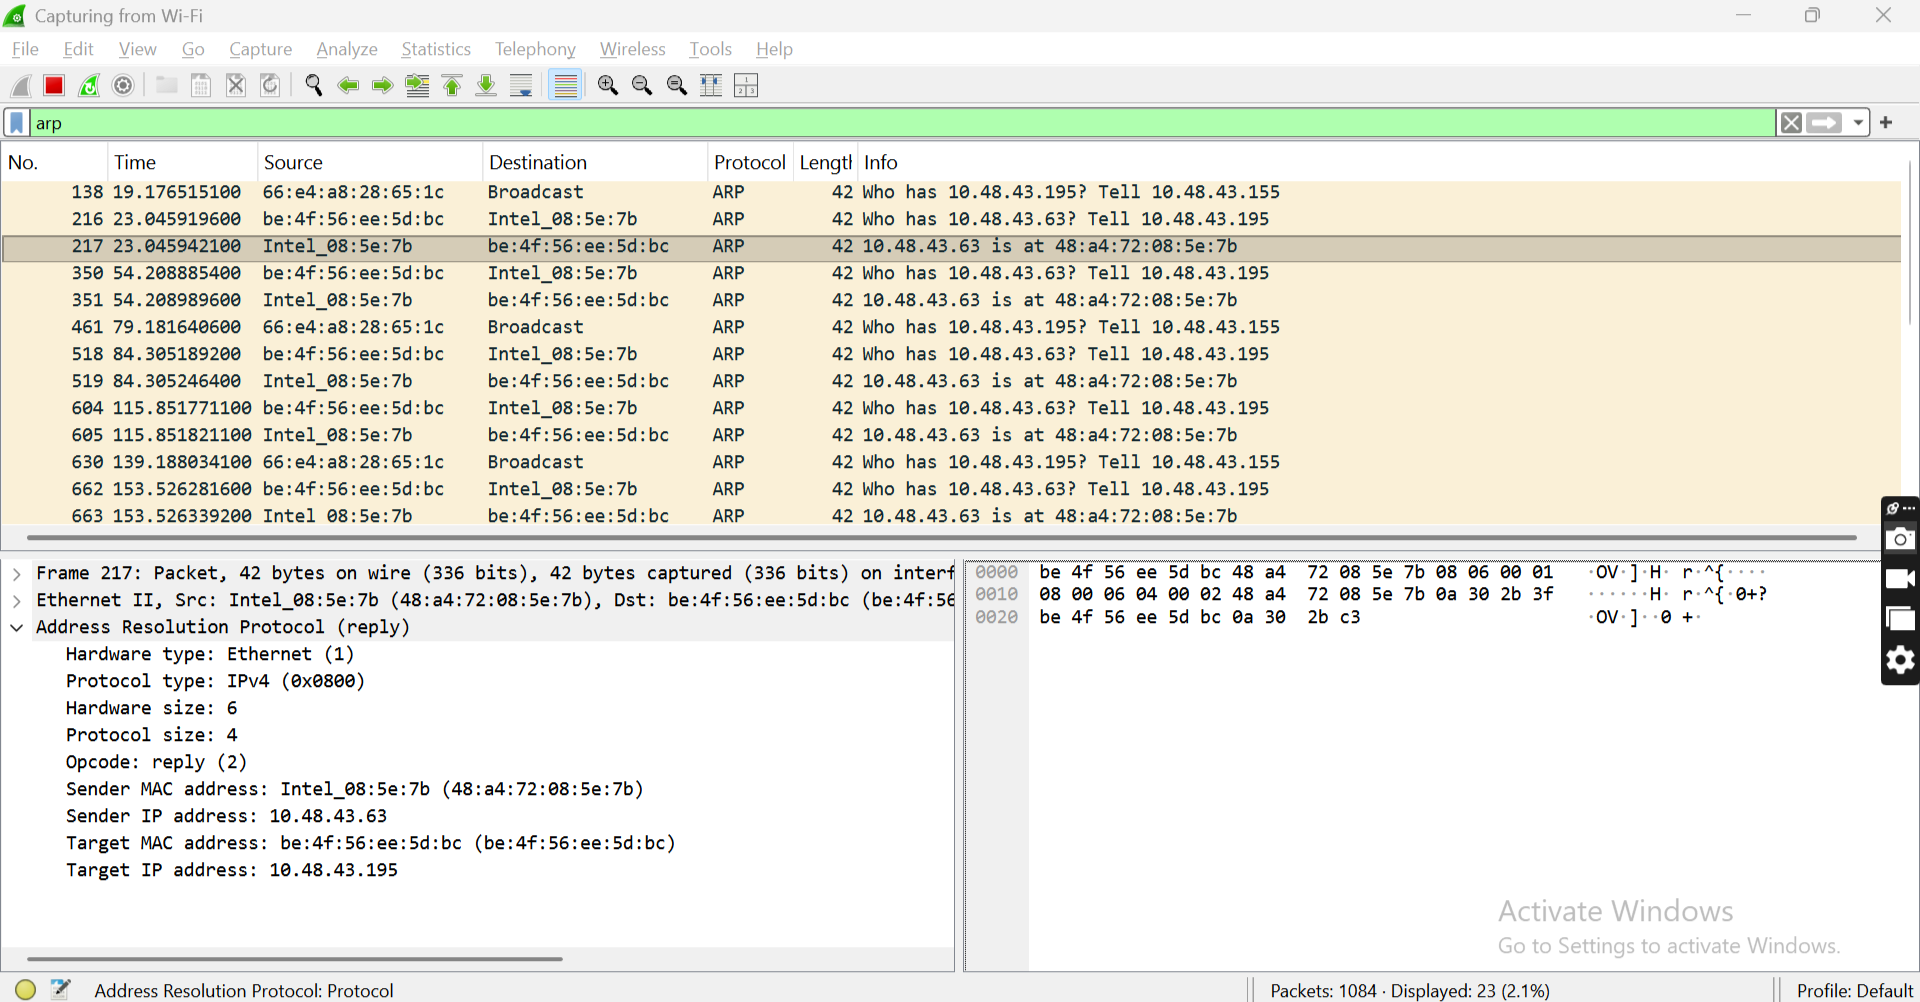 Capturing from Wi-Fi
File Edit View Go Capture Analyze Statistics Telephony Wireless Tools Help
arp
No. Time Source Destination Protocol Lengtl Info
138 19.176515100 66:e4:a8:28:65:1c Broadcast ARP 42 Who has 10.48.43.195? Tell 10.48.43.155
216 23.045919600 be:4f:56:ee:5d:bc Intel_08:5e:7b ARP 42 Who has 10.48.43.63? Tell 10.48.43.195
217 23.045942100 Intel_08:5e:7b be:4f:56:ee:5d:bc ARP 42 10.48.43.63 is at 48:a4:72:08:5e:7b
350 54.208885400 be:4f:56:ee:5d:bc Intel_08:5e:7b ARP 42 Who has 10.48.43.63? Tell 10.48.43.195
351 54.208989600 Intel_08:5e:7b be:4f:56:ee:5d:bc ARP 42 10.48.43.63 is at 48:a4:72:08:5e:7b
461 79.181640600 66:e4:a8:28:65:1c Broadcast ARP 42 Who has 10.48.43.195? Tell 10.48.43.155
518 84.305189200 be:4f:56:ee:5d:bc Intel_08:5e:7b ARP 42 Who has 10.48.43.63? Tell 10.48.43.195
519 84.305246400 Intel_08:5e:7b be:4f:56:ee:5d:bc ARP 42 10.48.43.63 is at 48:a4:72:08:5e:7b
604 115.851771100 be:4f:56:ee:5d:bc Intel_08:5e:7b ARP 42 Who has 10.48.43.63? Tell 10.48.43.195
605 115.851821100 Intel_08:5e:7b be:4f:56:ee:5d:bc ARP 42 10.48.43.63 is at 48:a4:72:08:5e:7b
630 139.188034100 66:e4:a8:28:65:1c Broadcast ARP 42 Who has 10.48.43.195? Tell 10.48.43.155
662 153.526281600 be:4f:56:ee:5d:bc Intel_08:5e:7b ARP 42 Who has 10.48.43.63? Tell 10.48.43.195
663 153.526339200 Intel 08:5e:7b be:4f:56:ee:5d:bc ARP 42 10.48.43.63 is at 48:a4:72:08:5e:7b
Frame 217: Packet, 42 bytes on wire (336 bits), 42 bytes captured (336 bits) on interf
Ethernet II, Src: Intel_08:5e:7b (48:a4:72:08:5e:7b), Dst: be:4f:56:ee:5d:bc (be:4f:56
Address Resolution Protocol (reply)
Hardware type: Ethernet (1)
Protocol type: IPv4 (0x0800)
Hardware size: 6
Protocol size: 4
Opcode: reply (2)
Sender MAC address: Intel_08:5e:7b (48:a4:72:08:5e:7b)
Sender IP address: 10.48.43.63
Target MAC address: be:4f:56:ee:5d:bc (be:4f:56:ee:5d:bc)
Target IP address: 10.48.43.195
0000 be 4f 56 ee 5d bc 48 a4 72 08 5e 7b 08 06 00 01 ·OV·]·H· r·^{····
0010 08 00 06 04 00 02 48 a4 72 08 5e 7b 0a 30 2b 3f ······H· r·^{·0+?
0020 be 4f 56 ee 5d bc 0a 30 2b c3 ·OV·]··0 +·
Activate Windows
Go to Settings to activate Windows.
Address Resolution Protocol: Protocol
Packets: 1084 · Displayed: 23 (2.1%)
Profile: Default